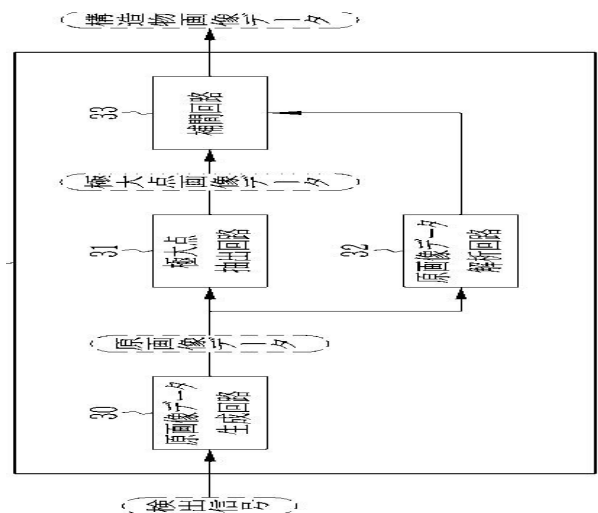 検出信号
30
原画像データ
生成回路
原画像データ
31
極大点
抽出回路
極大点画像データ
33
補間回路
構造物画像データ
32
原画像データ
解析回路